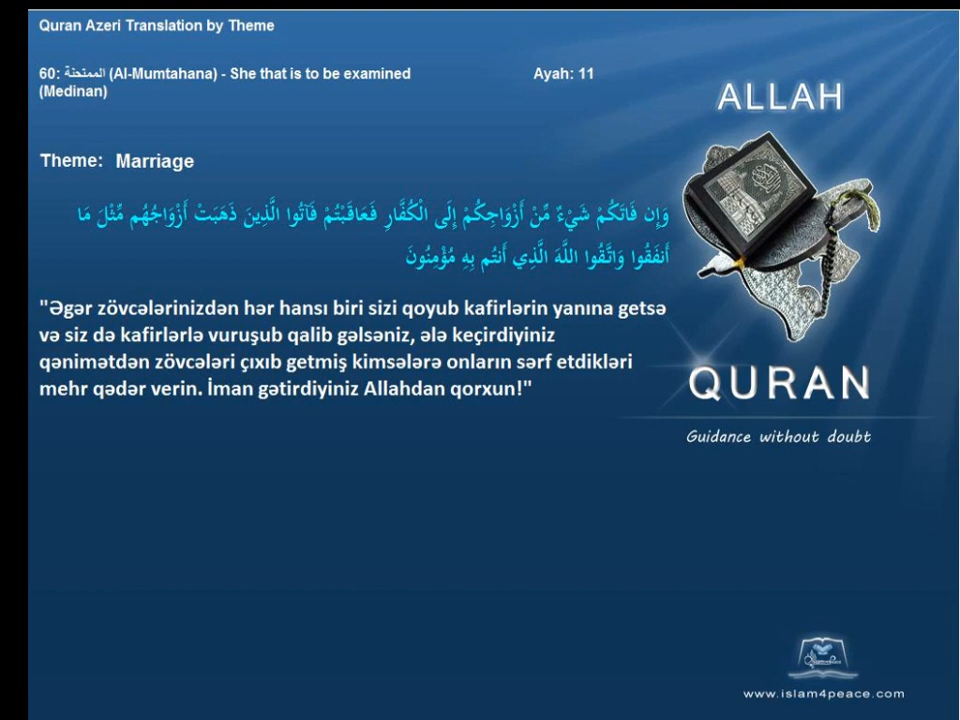 Quran Azeri Translation by Theme
60: الممتحنة (Al-Mumtahana) - She that is to be examined
(Medinan)
Ayah: 11
Theme: Marriage
وَإِن فَاتَكُمْ شَيْءٌ مِّنْ أَزْوَاجِكُمْ إِلَى الْكُفَّارِ فَعَاقَبْتُمْ فَآتُوا الَّذِينَ ذَهَبَتْ أَزْوَاجُهُم مِّثْلَ مَا
أَنفَقُوا وَاتَّقُوا اللَّهَ الَّذِي أَنتُم بِهِ مُؤْمِنُونَ
"Əgər zövcələrinizdən hər hansı biri sizi qoyub kafirlərin yanına getsə
və siz də kafirlərlə vuruşub qalib gəlsəniz, ələ keçirdiyiniz
qənimətdən zövcələri çıxıb getmiş kimsələrə onların sərf etdikləri
mehr qədər verin. İman gətirdiyiniz Allahdan qorxun!"
ALLAH
QURAN
Guidance without doubt
www.islam4peace.com